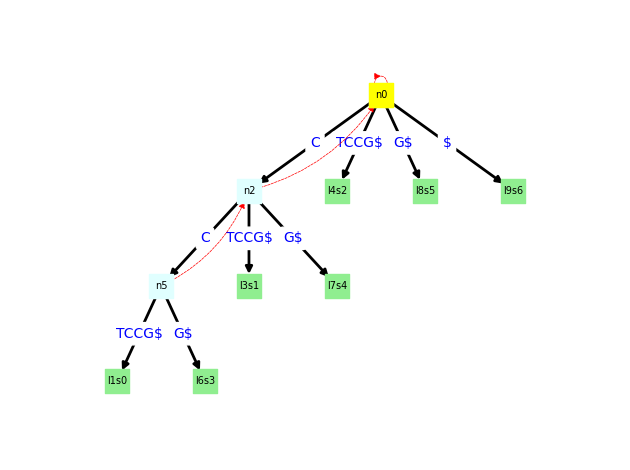 n0
C TCCG$ G$ $
n2 l4s2 l8s5 l9s6
C TCCG$ G$
n5 l3s1 l7s4
TCCG$ G$
l1s0 l6s3